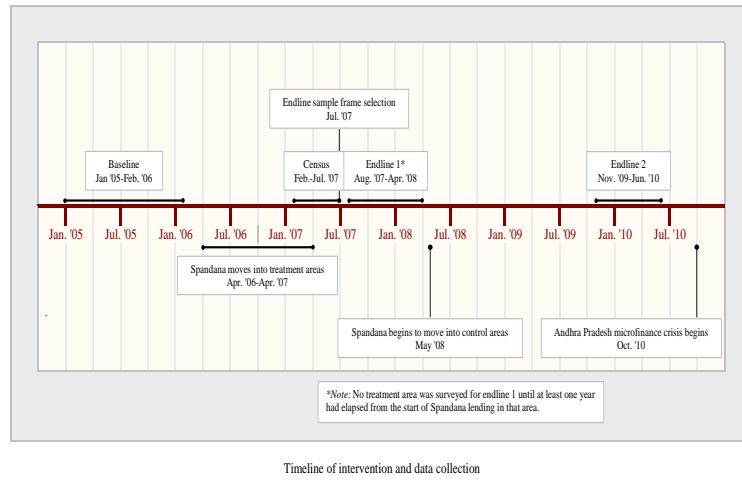 Endline sample frame selection
Jul. '07
Baseline
Jan '05-Feb. '06
Census
Feb.-Jul. '07
Endline 1*
Aug. '07-Apr. '08
Endline 2
Nov. '09-Jun. '10
Jan. '05 Jul. '05 Jan. '06 Jul. '06 Jan. '07 Jul. '07 Jan. '08 Jul. '08 Jan. '09 Jul. '09 Jan. '10 Jul. '10
Spandana moves into treatment areas
Apr. '06-Apr. '07
Spandana begins to move into control areas
May '08
Andhra Pradesh microfinance crisis begins
Oct. '10
*Note: No treatment area was surveyed for endline 1 until at least one year
had elapsed from the start of Spandana lending in that area.
Timeline of intervention and data collection